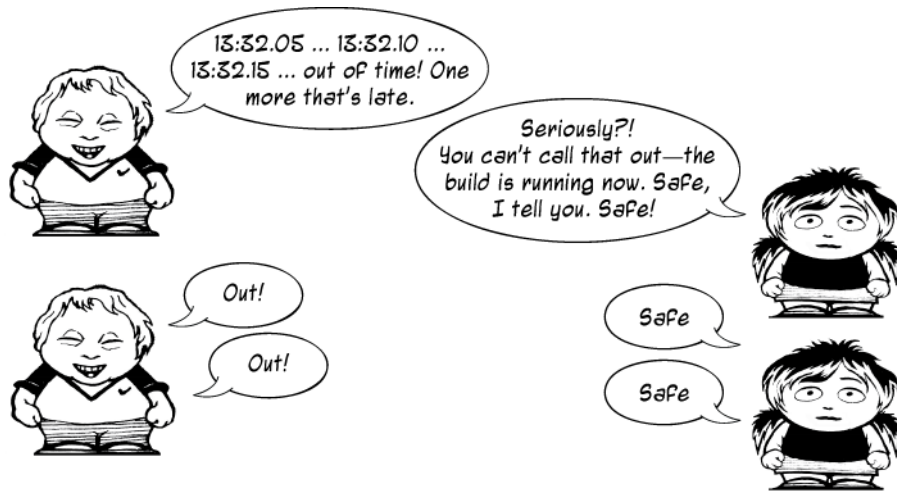 13:32.05 ... 13:32.10 ...
13:32.15 ... out of time! One
more that's late.
Seriously?!
You can't call that out—the
build is running now. Safe,
I tell you. Safe!
Out!
Out!
Safe
Safe